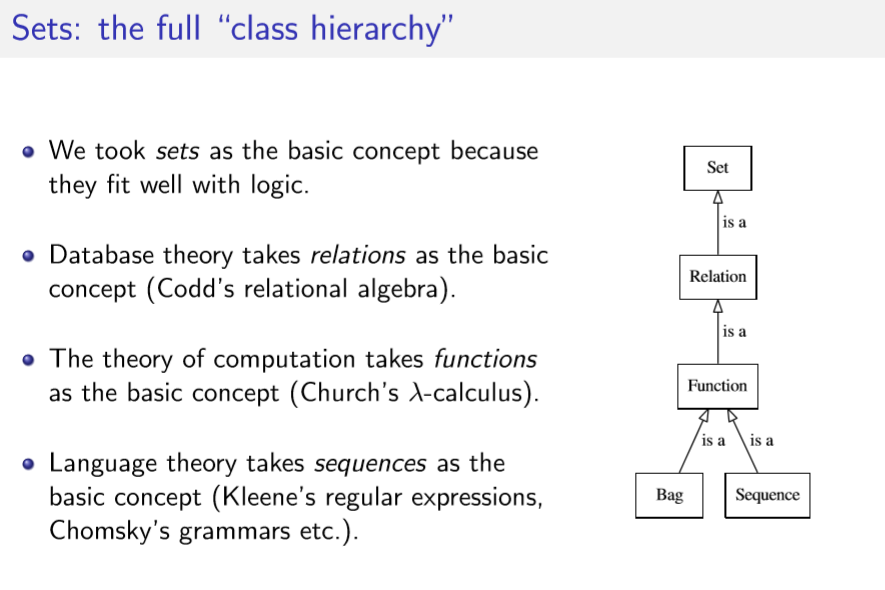 Sets: the full “class hierarchy”
We took sets as the basic concept because
they fit well with logic.
Database theory takes relations as the basic
concept (Codd’s relational algebra).
The theory of computation takes functions
as the basic concept (Church’s λ-calculus).
Language theory takes sequences as the
basic concept (Kleene’s regular expressions,
Chomsky’s grammars etc.).
Set
is a
Relation
is a
Function
is a is a
Bag Sequence